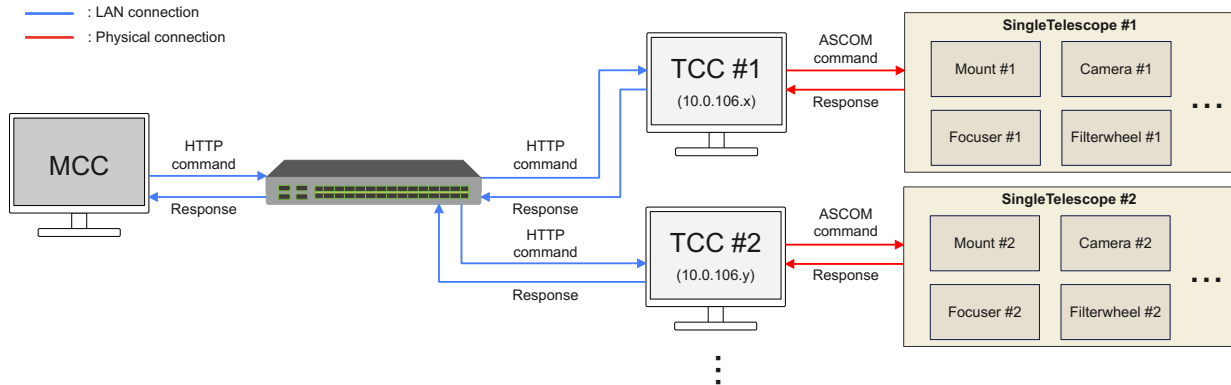 : LAN connection
: Physical connection
MCC
HTTP
command
Response
HTTP
command
Response
HTTP
command
Response
TCC #1
(10.0.106.x)
ASCOM
command
Response
SingleTelescope #1
Mount #1
Camera #1
...
Focuser #1
Filterwheel #1
TCC #2
(10.0.106.y)
ASCOM
command
Response
SingleTelescope #2
Mount #2
Camera #2
...
Focuser #2
Filterwheel #2